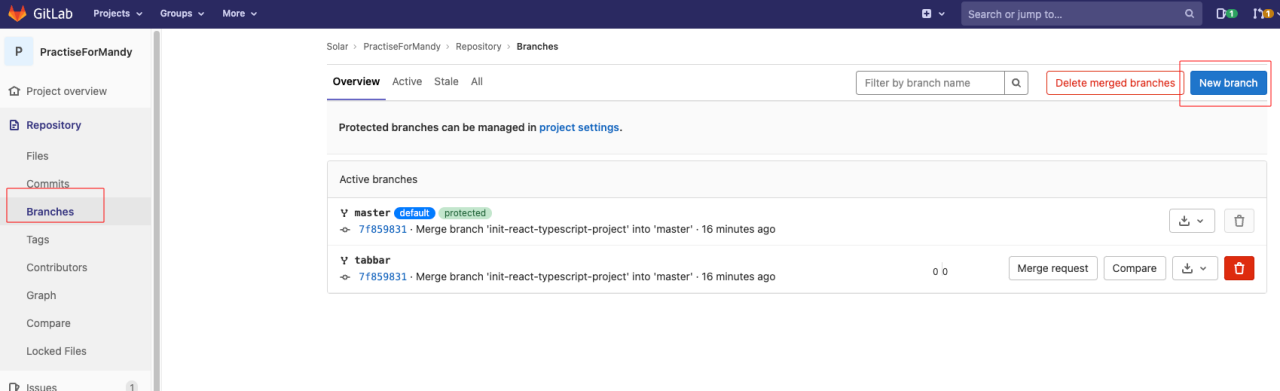 GitLab Projects Groups More Search or jump to... 1 1
P PractiseForMandy
Project overview
Repository
Files
Commits
Branches
Tags
Contributors
Graph
Compare
Locked Files
Issues 1
Solar › PractiseForMandy › Repository › Branches
Overview Active Stale All Filter by branch name Delete merged branches New branch
Protected branches can be managed in project settings.
Active branches
master default protected
7f859831 · Merge branch 'init-react-typescript-project' into 'master' · 16 minutes ago
tabbar
7f859831 · Merge branch 'init-react-typescript-project' into 'master' · 16 minutes ago
0 0 Merge request Compare